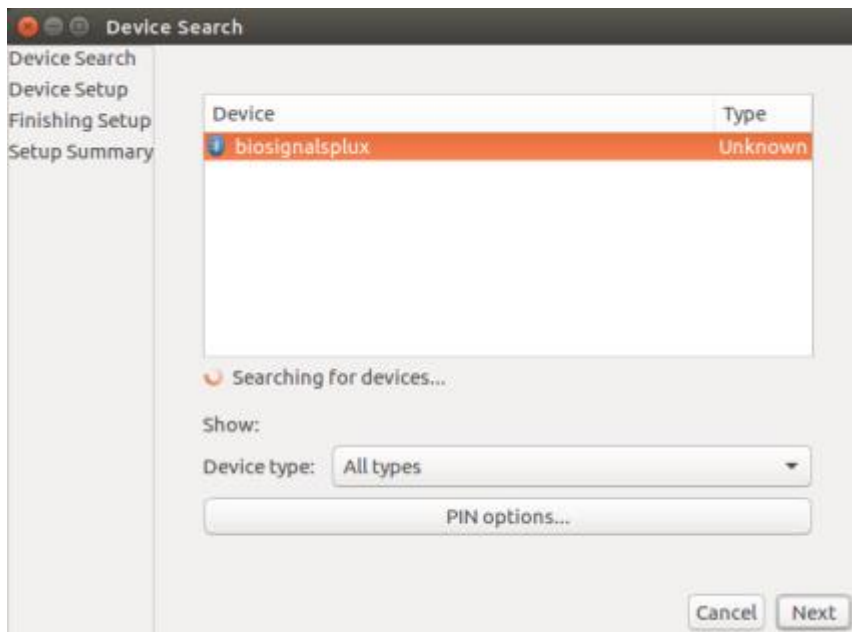 Device Search
Device Search
Device Setup
Finishing Setup
Setup Summary
Device Type
biosignalsplux Unknown
Searching for devices...
Show:
Device type: All types
PIN options...
Cancel Next